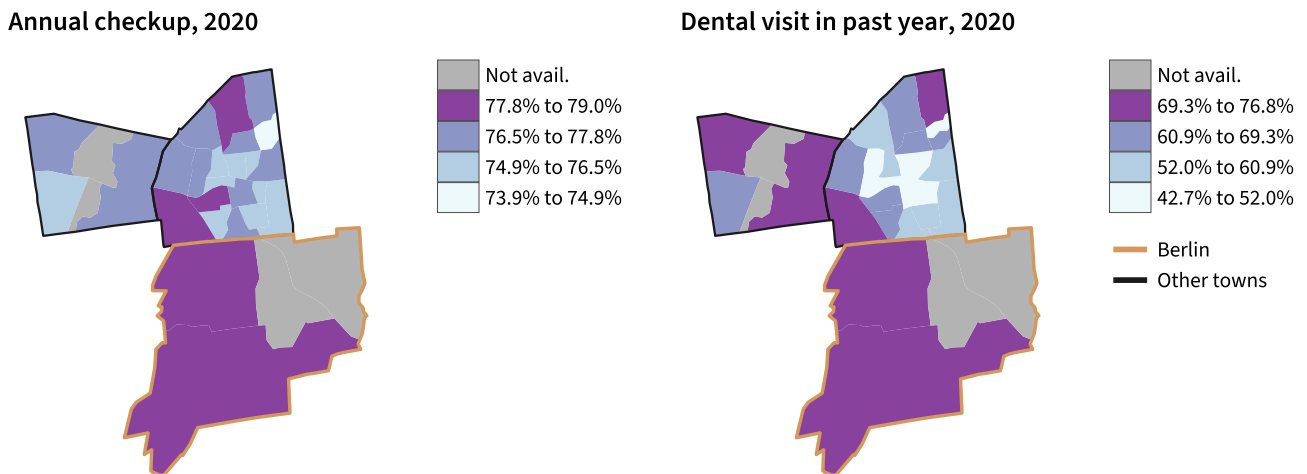 Annual checkup, 2020
Not avail.
77.8% to 79.0%
76.5% to 77.8%
74.9% to 76.5%
73.9% to 74.9%
Dental visit in past year, 2020
Not avail.
69.3% to 76.8%
60.9% to 69.3%
52.0% to 60.9%
42.7% to 52.0%
Berlin
Other towns